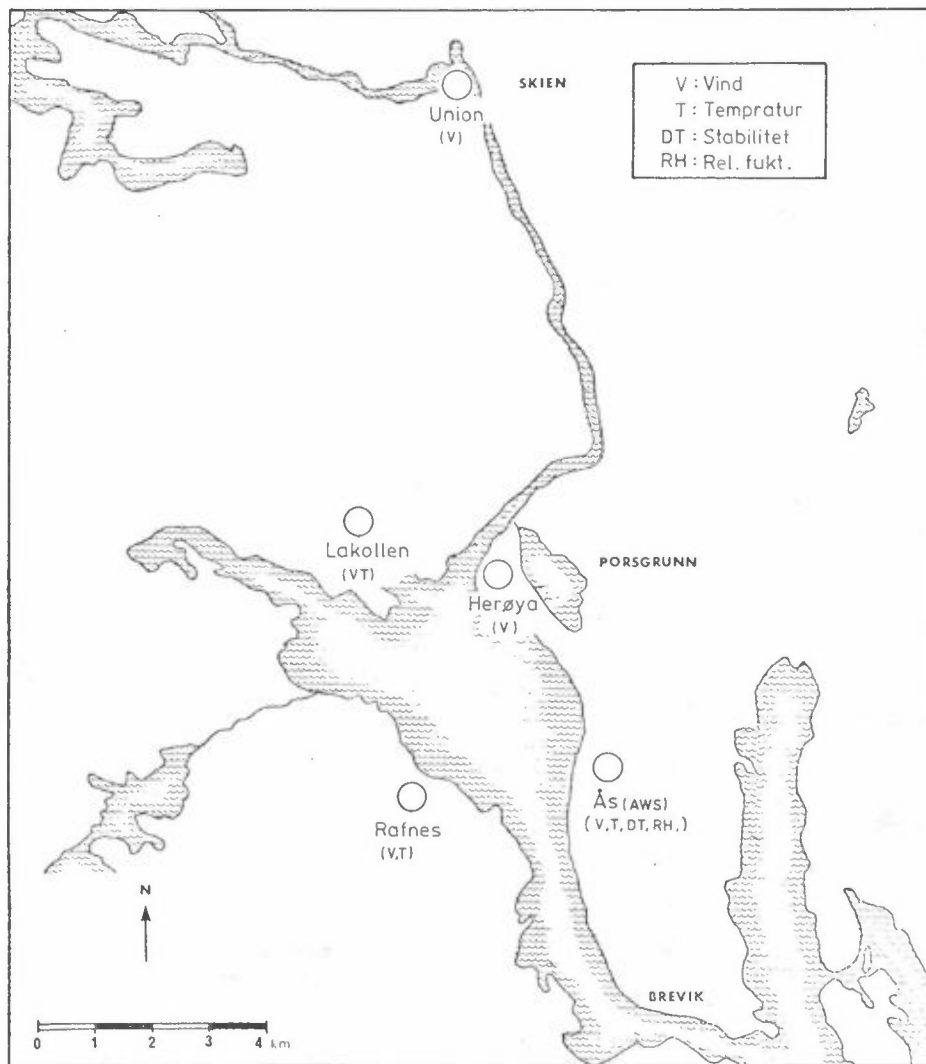 SKIEN
Union
(V)
V : Vind
T : Tempratur
DT : Stabilitet
RH : Rel. fukt.
Lakollen
(VT)
PORSGRUNN
Herøya
(V)
Ås (AWS)
(V,T,DT,RH,)
Rafnes
(V,T)
N
BREVIK
0 1 2 3 4 km